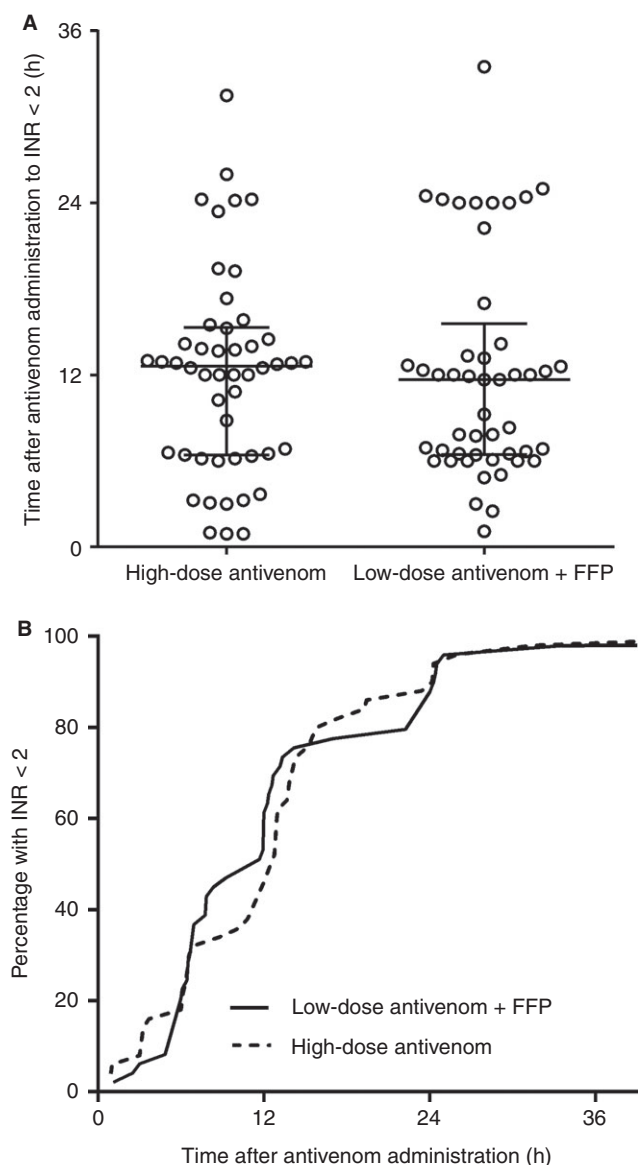 A
Time after antivenom administration to INR < 2 (h)
36
24
12
0
High-dose antivenom
Low-dose antivenom + FFP
B
Percentage with INR < 2
100
80
60
40
20
0
Low-dose antivenom + FFP
High-dose antivenom
0
12
24
36
Time after antivenom administration (h)